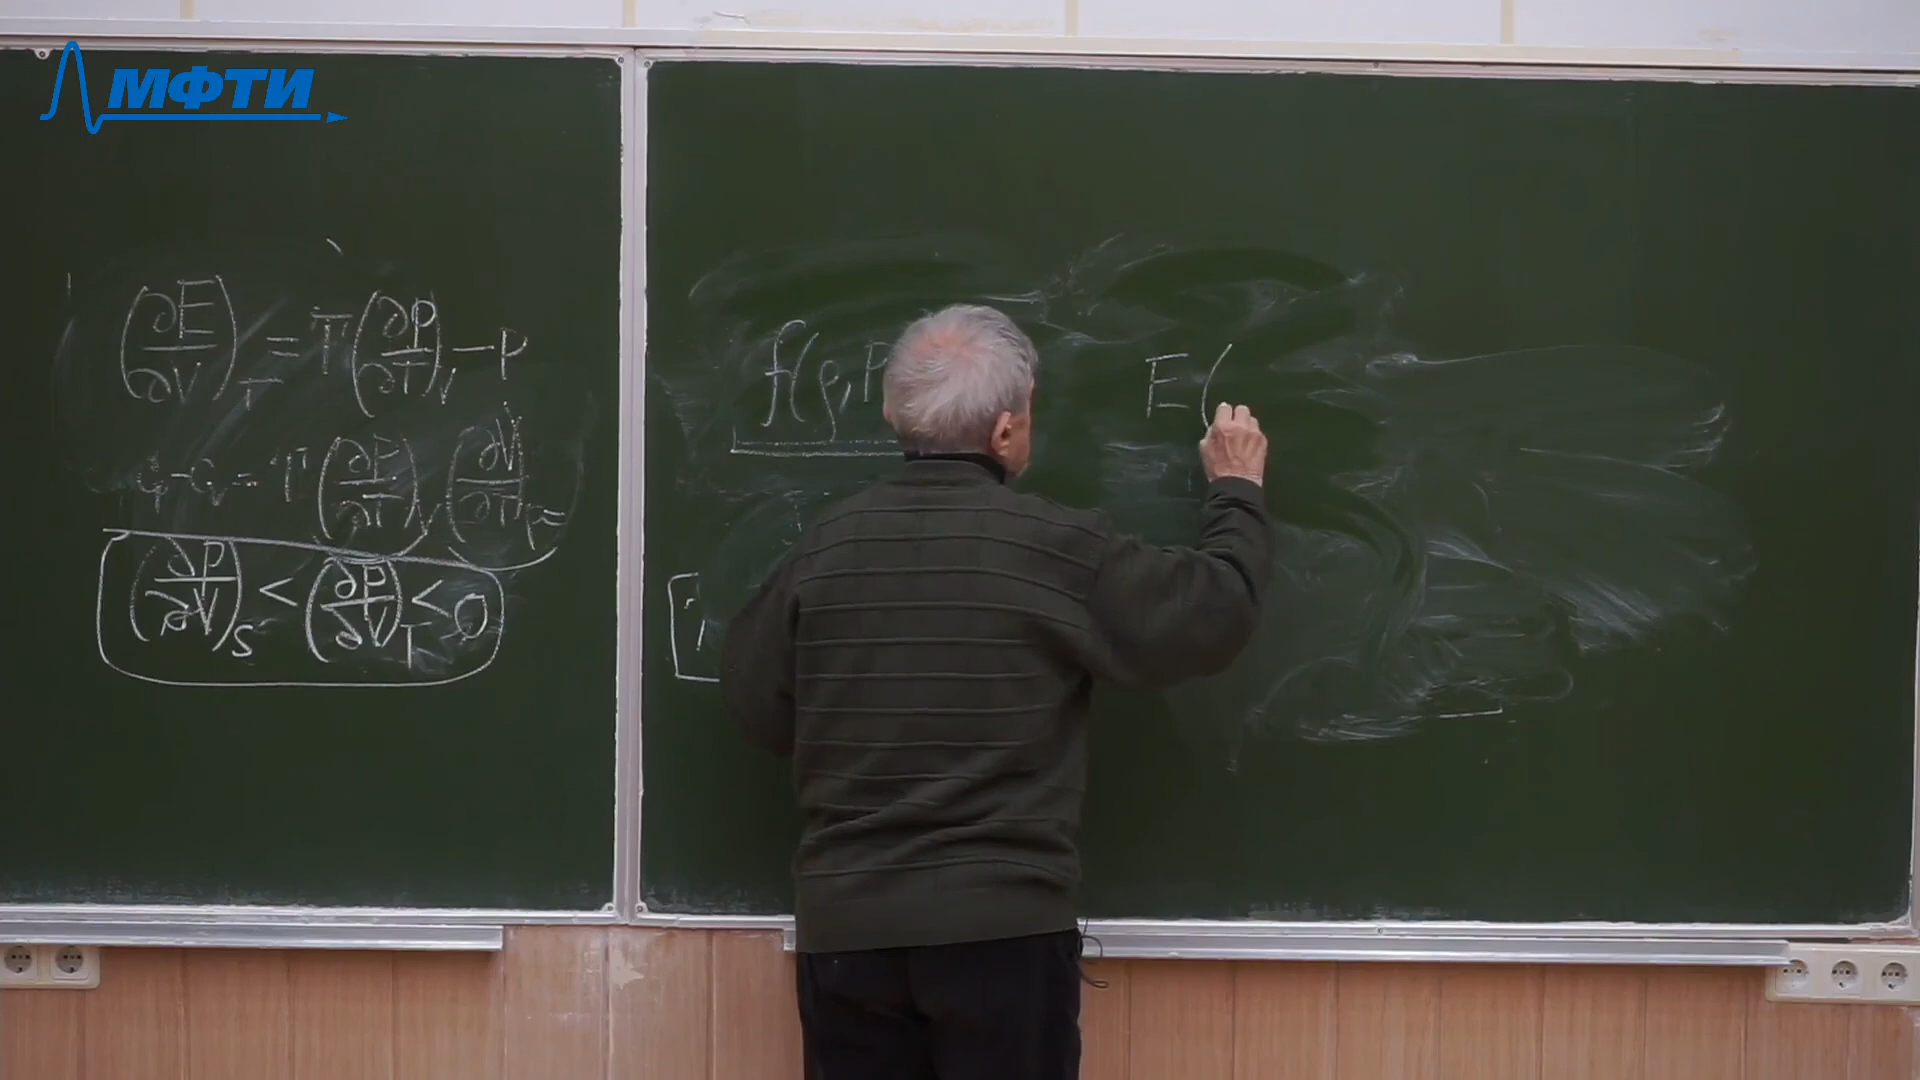 МФТИ
(∂E/∂V)_T = T(∂P/∂T)_V − P
C_p − C_v = T(∂P/∂T)_V (∂V/∂T)_P =
(∂P/∂V)_S < (∂P/∂V)_T < 0
f(ρ,P
E(